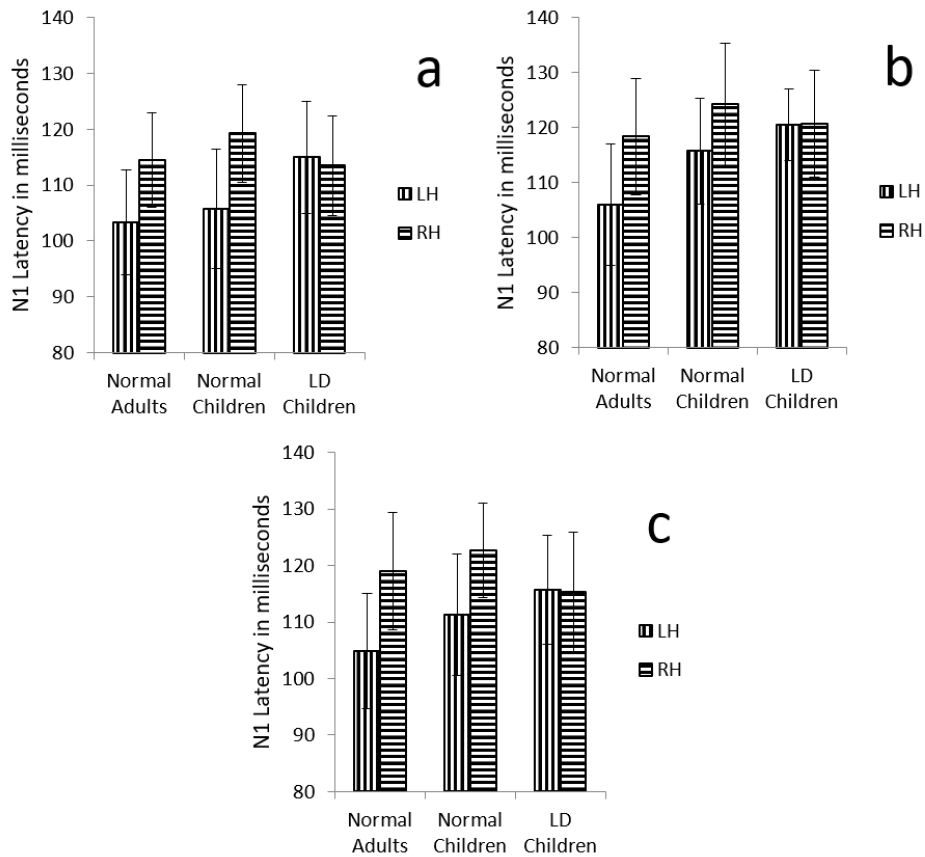 140
130
120
110
100
90
80
N1 Latency in milliseconds
Normal
Adults
Normal
Children
LD
Children
LH
RH
a
140
130
120
110
100
90
80
N1 Latency in milliseconds
Normal
Adults
Normal
Children
LD
Children
LH
RH
b
140
130
120
110
100
90
80
N1 Latency in milliseconds
Normal
Adults
Normal
Children
LD
Children
LH
RH
c